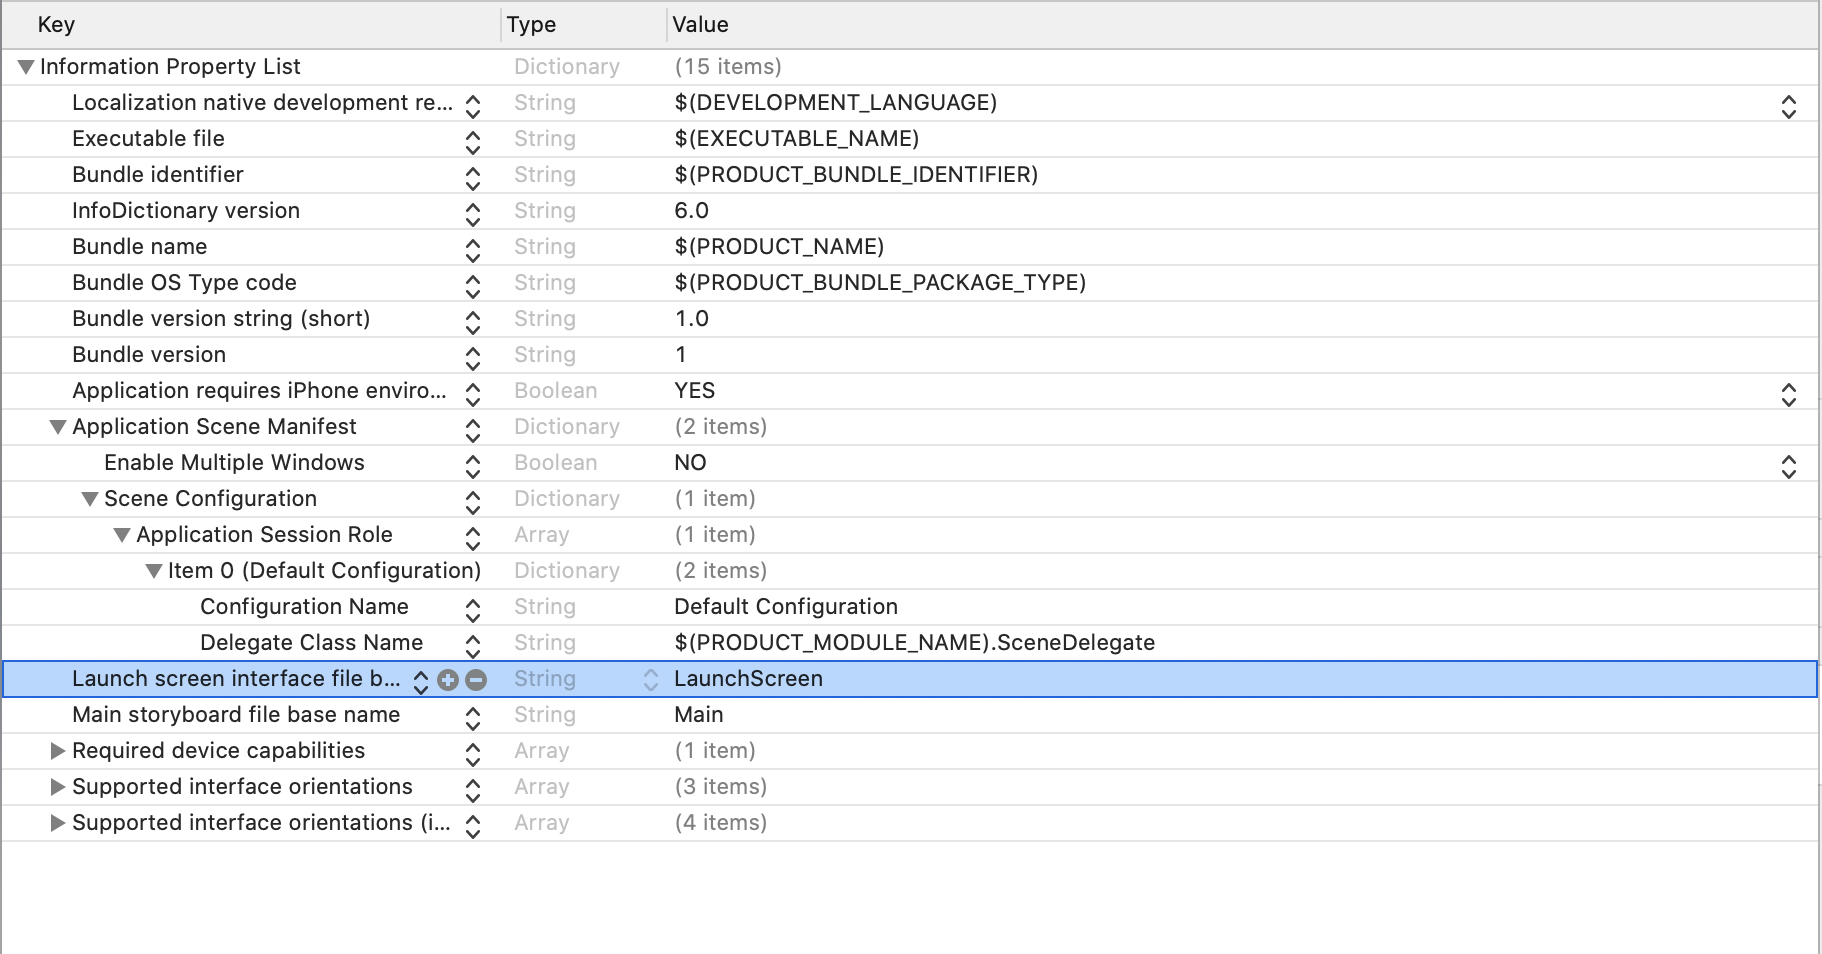 Key Type Value
Information Property List Dictionary (15 items)
Localization native development re... String $(DEVELOPMENT_LANGUAGE)
Executable file String $(EXECUTABLE_NAME)
Bundle identifier String $(PRODUCT_BUNDLE_IDENTIFIER)
InfoDictionary version String 6.0
Bundle name String $(PRODUCT_NAME)
Bundle OS Type code String $(PRODUCT_BUNDLE_PACKAGE_TYPE)
Bundle version string (short) String 1.0
Bundle version String 1
Application requires iPhone enviro... Boolean YES
Application Scene Manifest Dictionary (2 items)
Enable Multiple Windows Boolean NO
Scene Configuration Dictionary (1 item)
Application Session Role Array (1 item)
Item 0 (Default Configuration) Dictionary (2 items)
Configuration Name String Default Configuration
Delegate Class Name String $(PRODUCT_MODULE_NAME).SceneDelegate
Launch screen interface file b... String LaunchScreen
Main storyboard file base name String Main
Required device capabilities Array (1 item)
Supported interface orientations Array (3 items)
Supported interface orientations (i... Array (4 items)